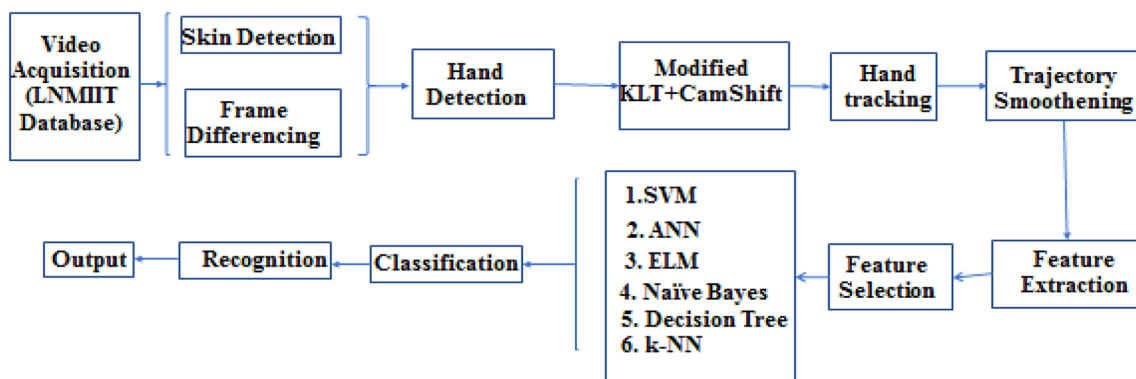 Video
Acquisition
(LNMIIT
Database)
Skin Detection
Frame
Differencing
Hand
Detection
Modified
KLT+CamShift
Hand
tracking
Trajectory
Smoothening
Feature
Extraction
Feature
Selection
1.SVM
2. ANN
3. ELM
4. Naïve Bayes
5. Decision Tree
6. k-NN
Classification
Recognition
Output